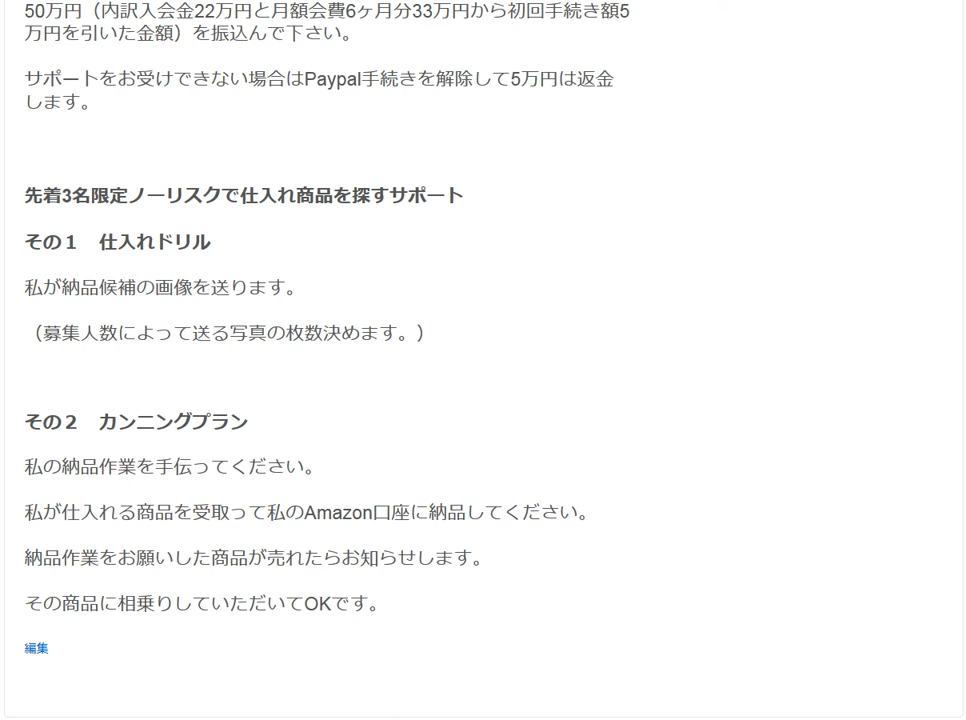 50万円（内訳入会金22万円と月額会費6ヶ月分33万円から初回手続き額5
万円を引いた金額）を振込んで下さい。
サポートをお受けできない場合はPaypal手続きを解除して5万円は返金
します。
先着3名限定ノーリスクで仕入れ商品を探すサポート
その１　仕入れドリル
私が納品候補の画像を送ります。
（募集人数によって送る写真の枚数決めます。）
その２　カンニングプラン
私の納品作業を手伝ってください。
私が仕入れる商品を受取って私のAmazon口座に納品してください。
納品作業をお願いした商品が売れたらお知らせします。
その商品に相乗りしていただいてOKです。
編集